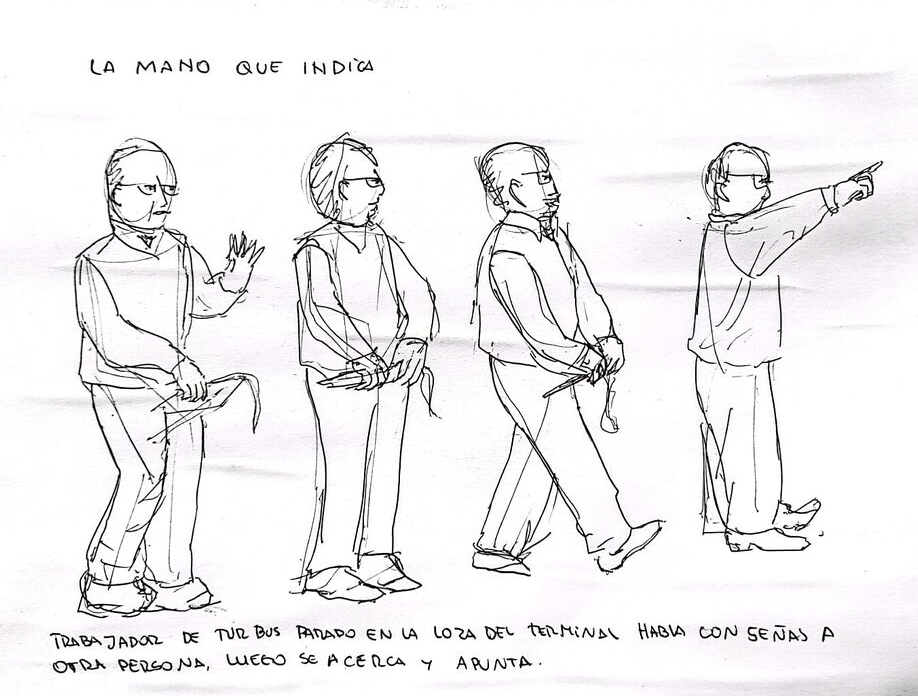 LA MANO QUE INDICA
TRABAJADOR DE TUR BUS PARADO EN LA LOZA DEL TERMINAL HABLA CON SEÑAS A
OTRA PERSONA, LUEGO SE ACERCA Y APUNTA.